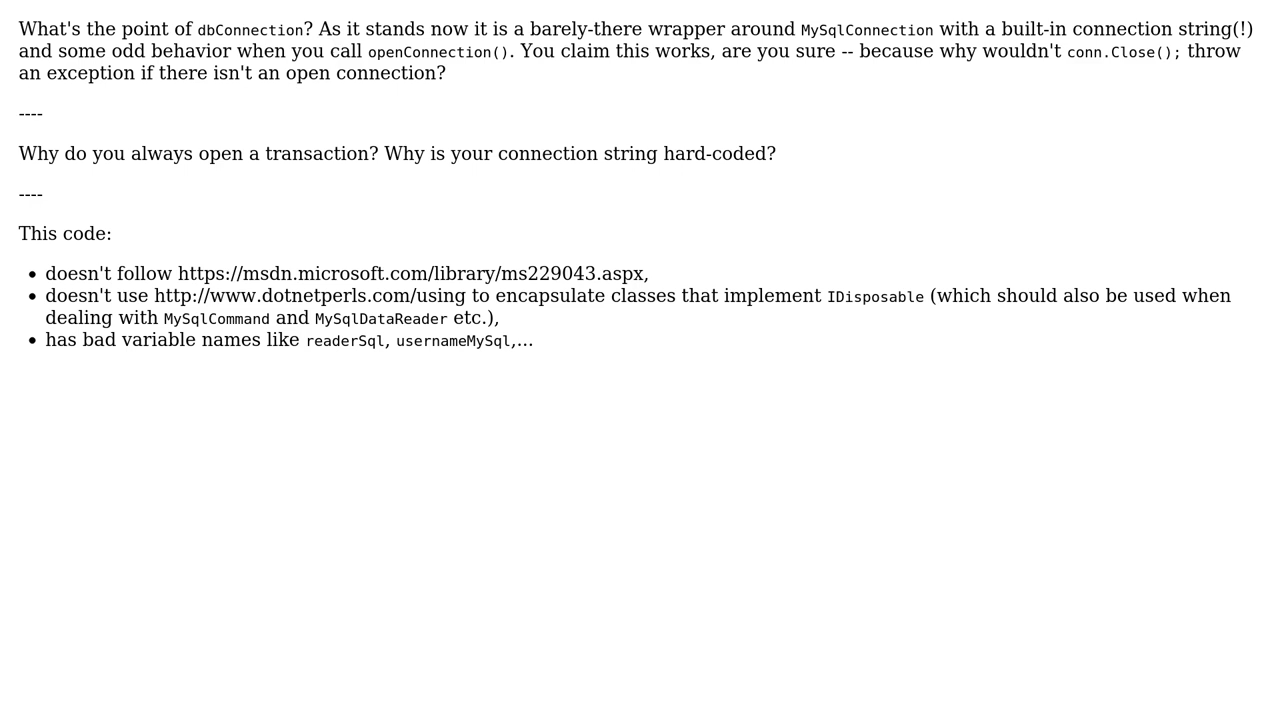 What's the point of dbConnection? As it stands now it is a barely-there wrapper around MySqlConnection with a built-in connection string(!)
and some odd behavior when you call openConnection(). You claim this works, are you sure -- because why wouldn't conn.Close(); throw
an exception if there isn't an open connection?
----
Why do you always open a transaction? Why is your connection string hard-coded?
----
This code:
• doesn't follow https://msdn.microsoft.com/library/ms229043.aspx,
• doesn't use http://www.dotnetperls.com/using to encapsulate classes that implement IDisposable (which should also be used when
dealing with MySqlCommand and MySqlDataReader etc.),
• has bad variable names like readerSql, usernameMySql,...